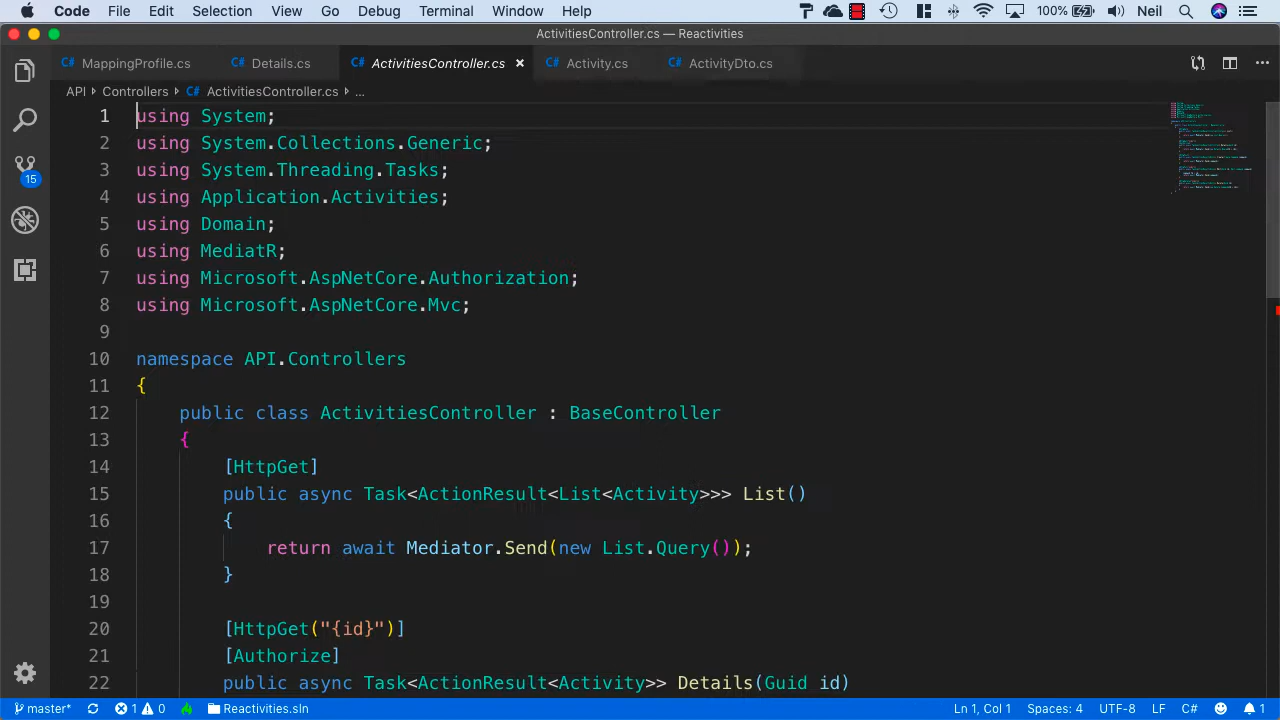 Code File Edit Selection View Go Debug Terminal Window Help 100% Neil
ActivitiesController.cs — Reactivities
C# MappingProfile.cs C# Details.cs C# ActivitiesController.cs × C# Activity.cs C# ActivityDto.cs
API › Controllers › C# ActivitiesController.cs › ...
1 using System;
2 using System.Collections.Generic;
3 using System.Threading.Tasks;
4 using Application.Activities;
5 using Domain;
6 using MediatR;
7 using Microsoft.AspNetCore.Authorization;
8 using Microsoft.AspNetCore.Mvc;
9
10 namespace API.Controllers
11 {
12 public class ActivitiesController : BaseController
13 {
14 [HttpGet]
15 public async Task<ActionResult<List<Activity>>> List()
16 {
17 return await Mediator.Send(new List.Query());
18 }
19
20 [HttpGet("{id}")]
21 [Authorize]
22 public async Task<ActionResult<Activity>> Details(Guid id)
15
master* 1 0 Reactivities.sln Ln 1, Col 1 Spaces: 4 UTF-8 LF C# 1